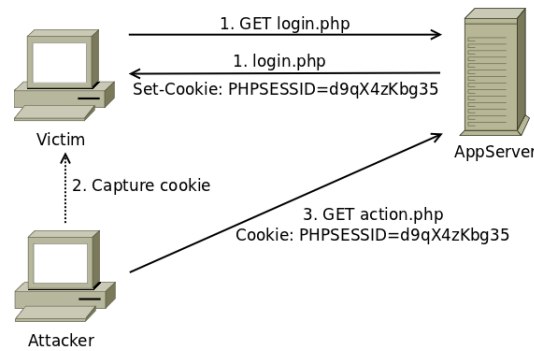 1. GET login.php
1. login.php
Set-Cookie: PHPSESSID=d9qX4zKbg35
Victim
AppServer
2. Capture cookie
3. GET action.php
Cookie: PHPSESSID=d9qX4zKbg35
Attacker